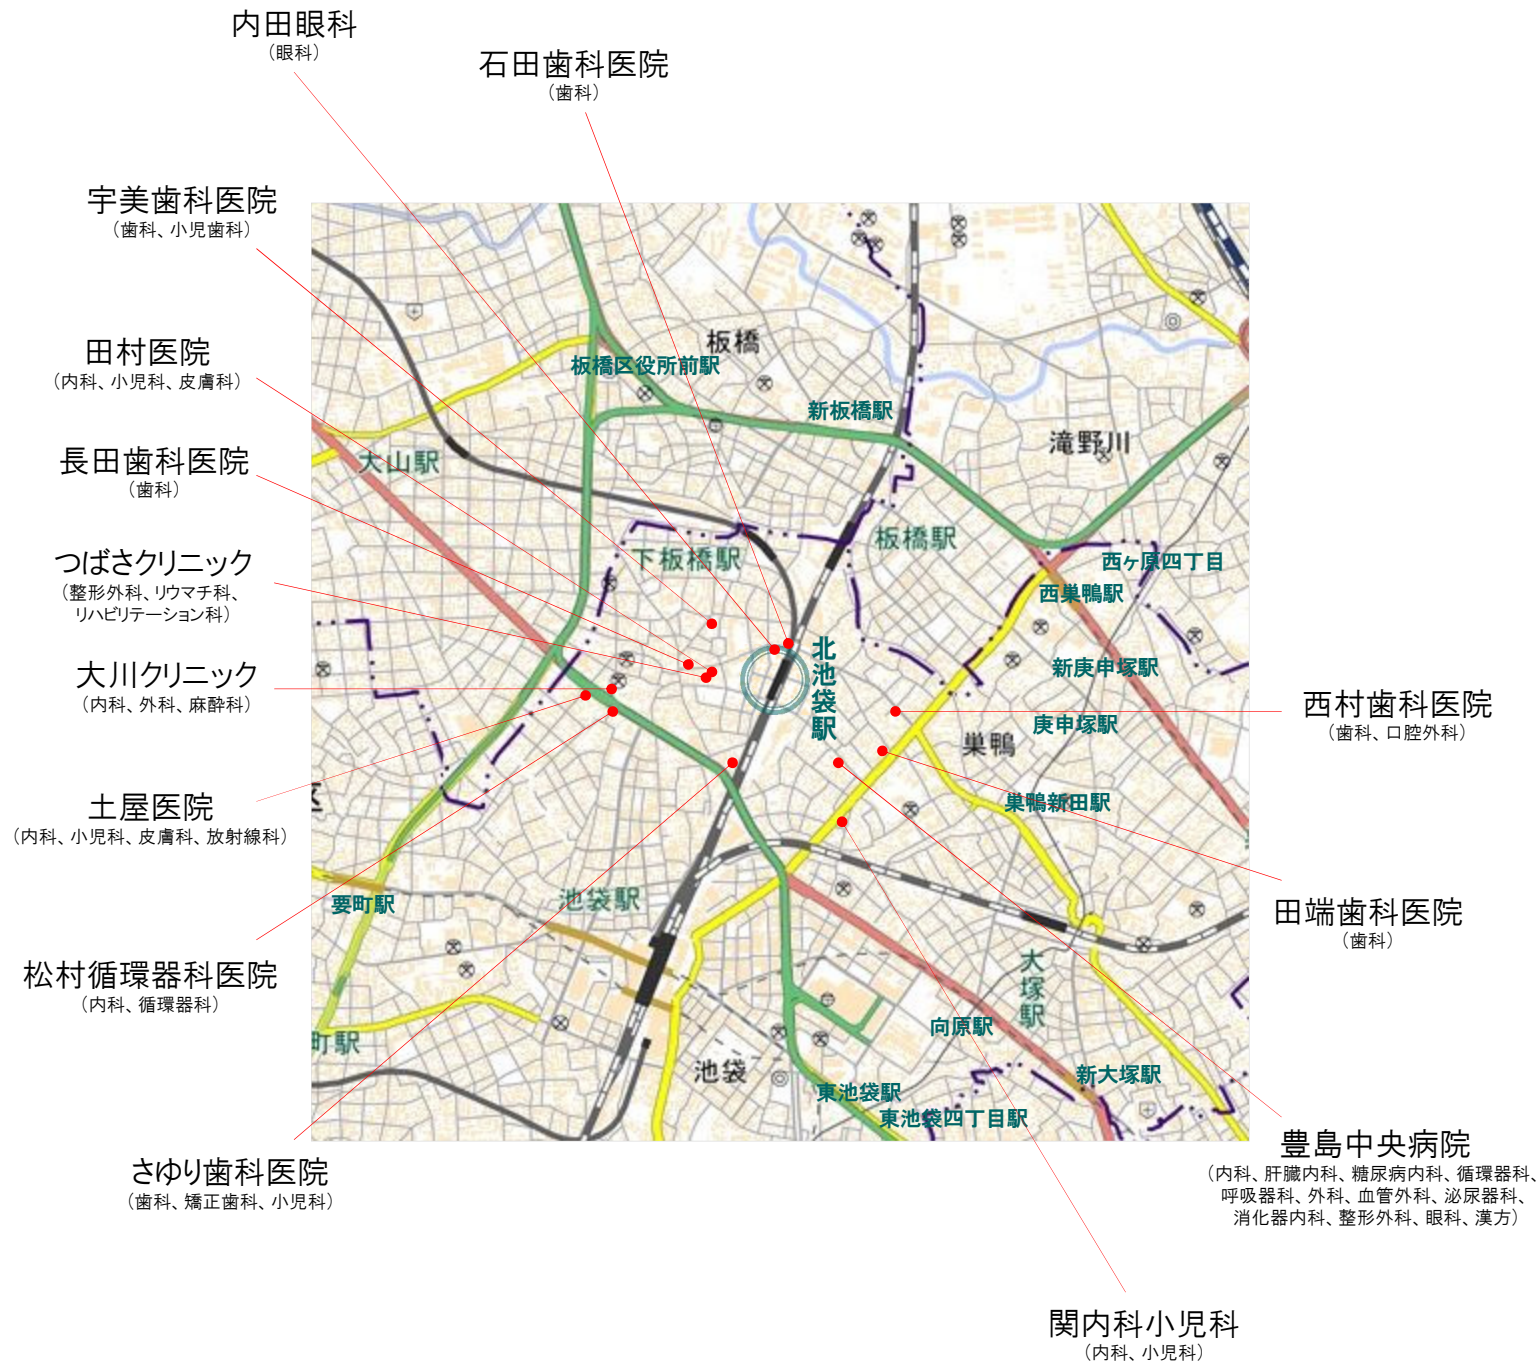 内田眼科
（眼科）
石田歯科医院
（歯科）
宇美歯科医院
（歯科、小児歯科）
田村医院
（内科、小児科、皮膚科）
長田歯科医院
（歯科）
つばさクリニック
（整形外科、リウマチ科、
リハビリテーション科）
大川クリニック
（内科、外科、麻酔科）
土屋医院
（内科、小児科、皮膚科、放射線科）
松村循環器科医院
（内科、循環器科）
さゆり歯科医院
（歯科、矯正歯科、小児科）
板橋
板橋区役所前駅
新板橋駅
滝野川
大山駅
下板橋駅
板橋駅
西ヶ原四丁目
西巣鴨駅
北池袋駅
新庚申塚駅
庚申塚駅
巣鴨
巣鴨新田駅
区
要町駅
池袋駅
大塚駅
向原駅
町駅
池袋
新大塚駅
東池袋駅
東池袋四丁目駅
西村歯科医院
（歯科、口腔外科）
田端歯科医院
（歯科）
豊島中央病院
（内科、肝臓内科、糖尿病内科、循環器科、
呼吸器科、外科、血管外科、泌尿器科、
消化器内科、整形外科、眼科、漢方）
関内科小児科
（内科、小児科）